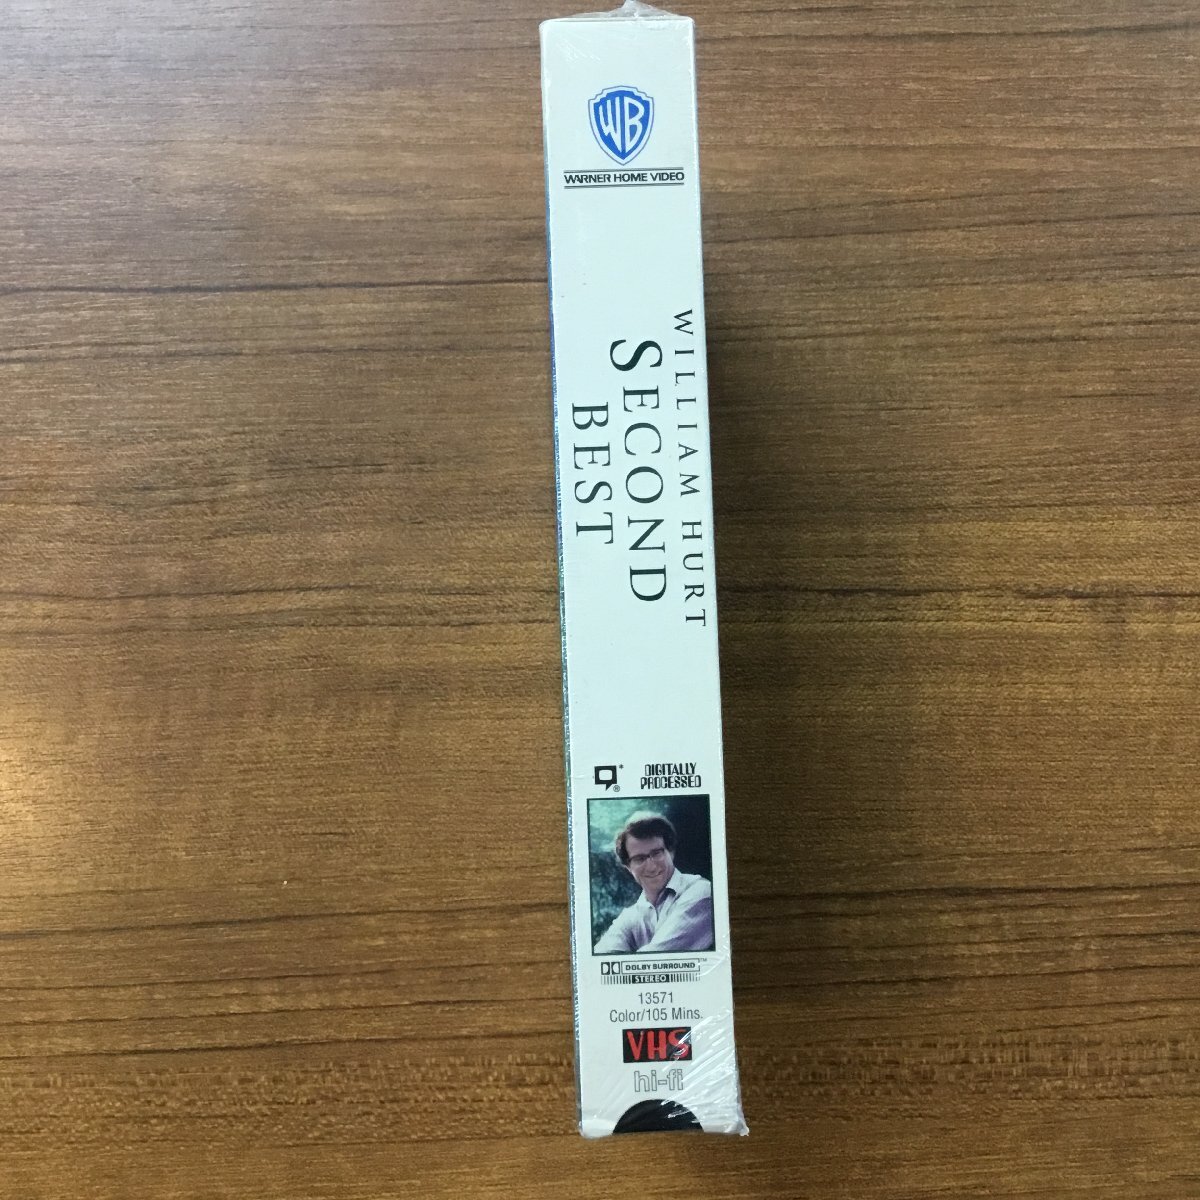 WB
WARNER HOME VIDEO
WILLIAM HURT
SECOND
BEST
*
®
DIGITALLY
PROCESSED
DOLBY SURROUND™
STEREO
13571
Color/105 Mins.
VHS
hi-fi